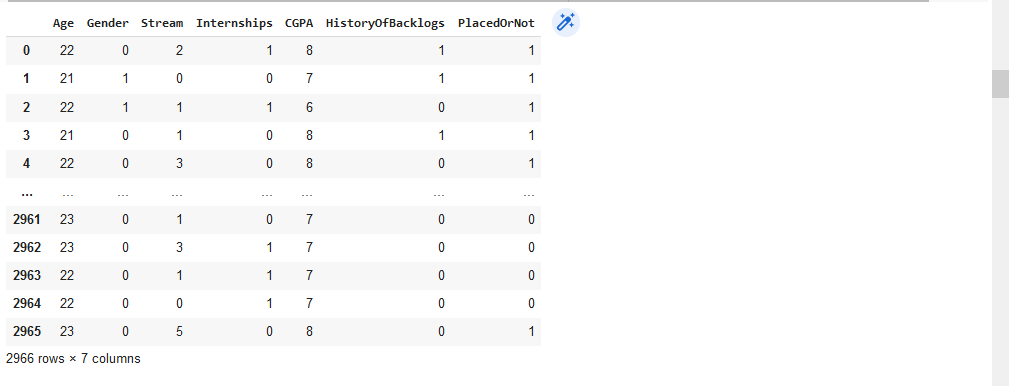 Age Gender Stream Internships CGPA HistoryOfBacklogs PlacedOrNot
0 22 0 2 1 8 1 1
1 21 1 0 0 7 1 1
2 22 1 1 1 6 0 1
3 21 0 1 0 8 1 1
4 22 0 3 0 8 0 1
... ... ... ... ... ... ... ...
2961 23 0 1 0 7 0 0
2962 23 0 3 1 7 0 0
2963 22 0 1 1 7 0 0
2964 22 0 0 1 7 0 0
2965 23 0 5 0 8 0 1
2966 rows × 7 columns